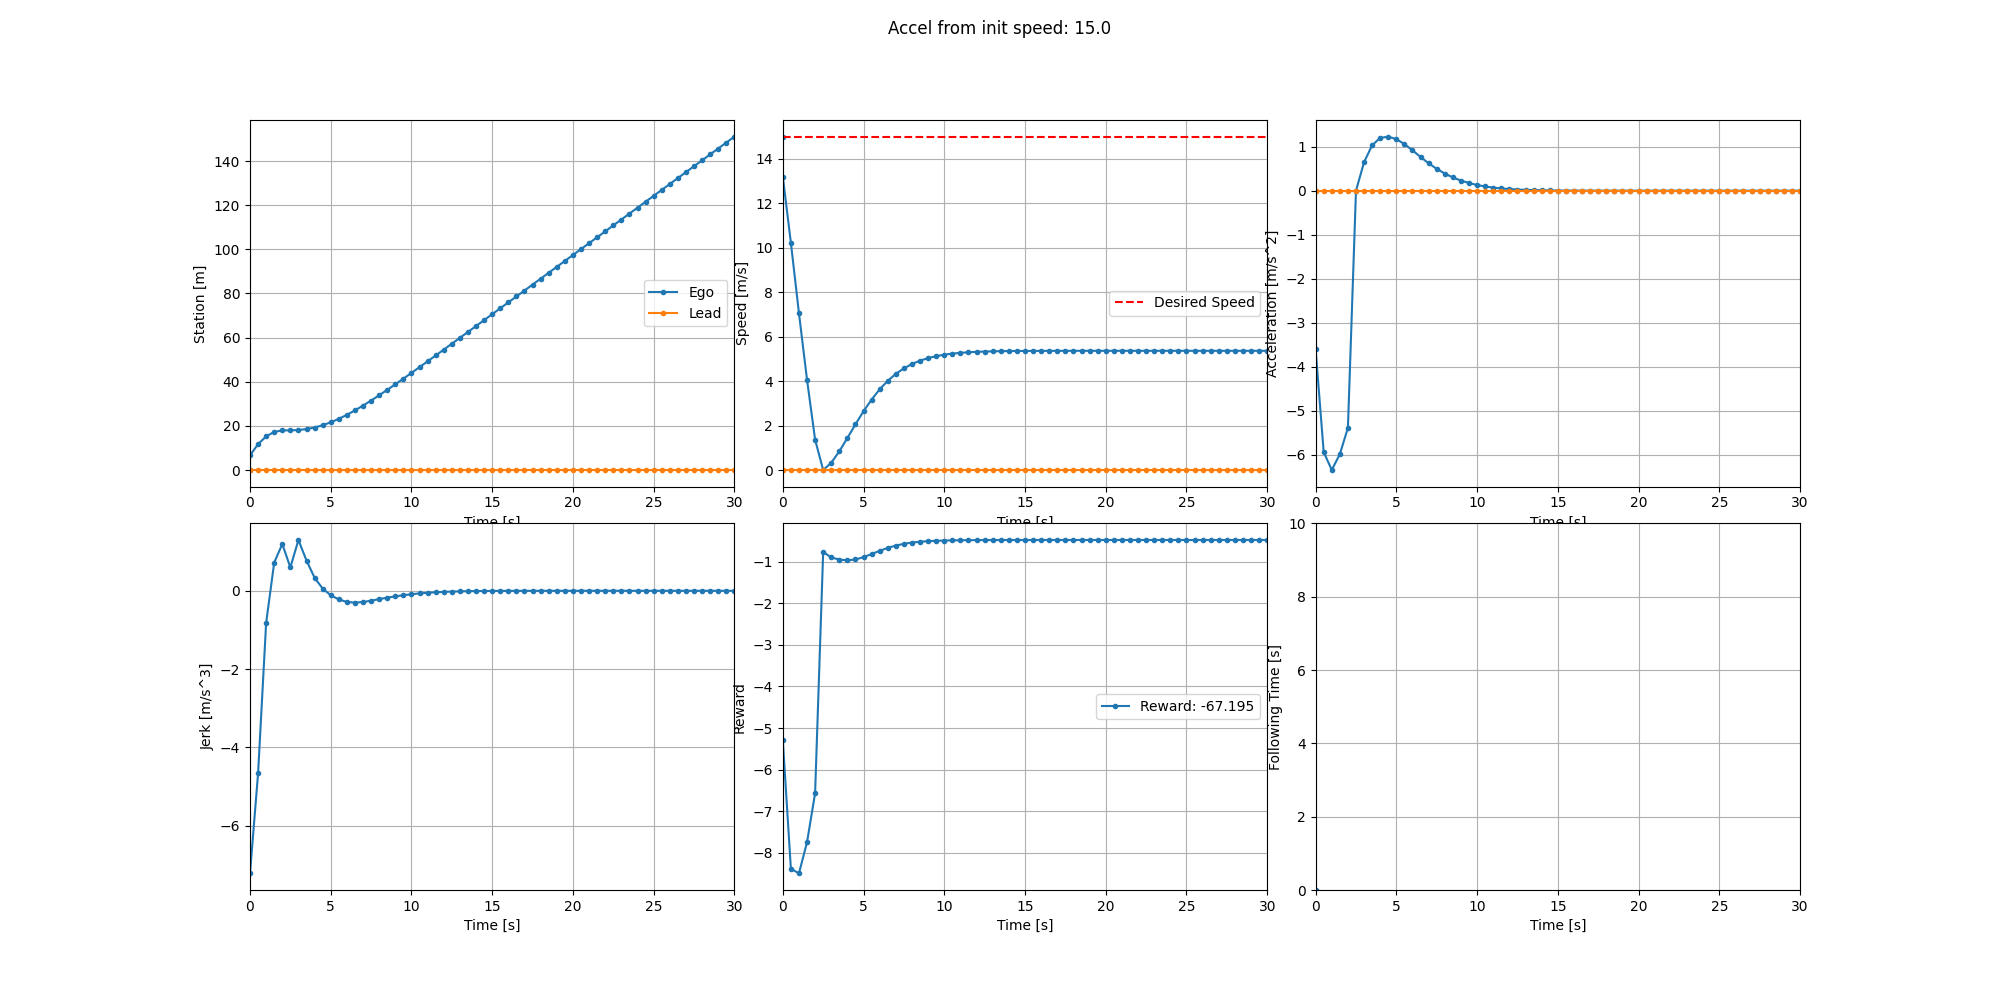 Accel from init speed: 15.0
Station [m]
140
120
100
80
60
40
20
0
0 5 10 15 20 25 30
Time [s]
Ego
Lead
Speed [m/s]
14
12
10
8
6
4
2
0
0 5 10 15 20 25 30
Time [s]
Desired Speed
Acceleration [m/s^2]
1
0
−1
−2
−3
−4
−5
−6
0 5 10 15 20 25 30
Time [s]
Jerk [m/s^3]
0
−2
−4
−6
0 5 10 15 20 25 30
Time [s]
Reward
−1
−2
−3
−4
−5
−6
−7
−8
0 5 10 15 20 25 30
Time [s]
Reward: -67.195
Following Time [s]
10
8
6
4
2
0
0 5 10 15 20 25 30
Time [s]